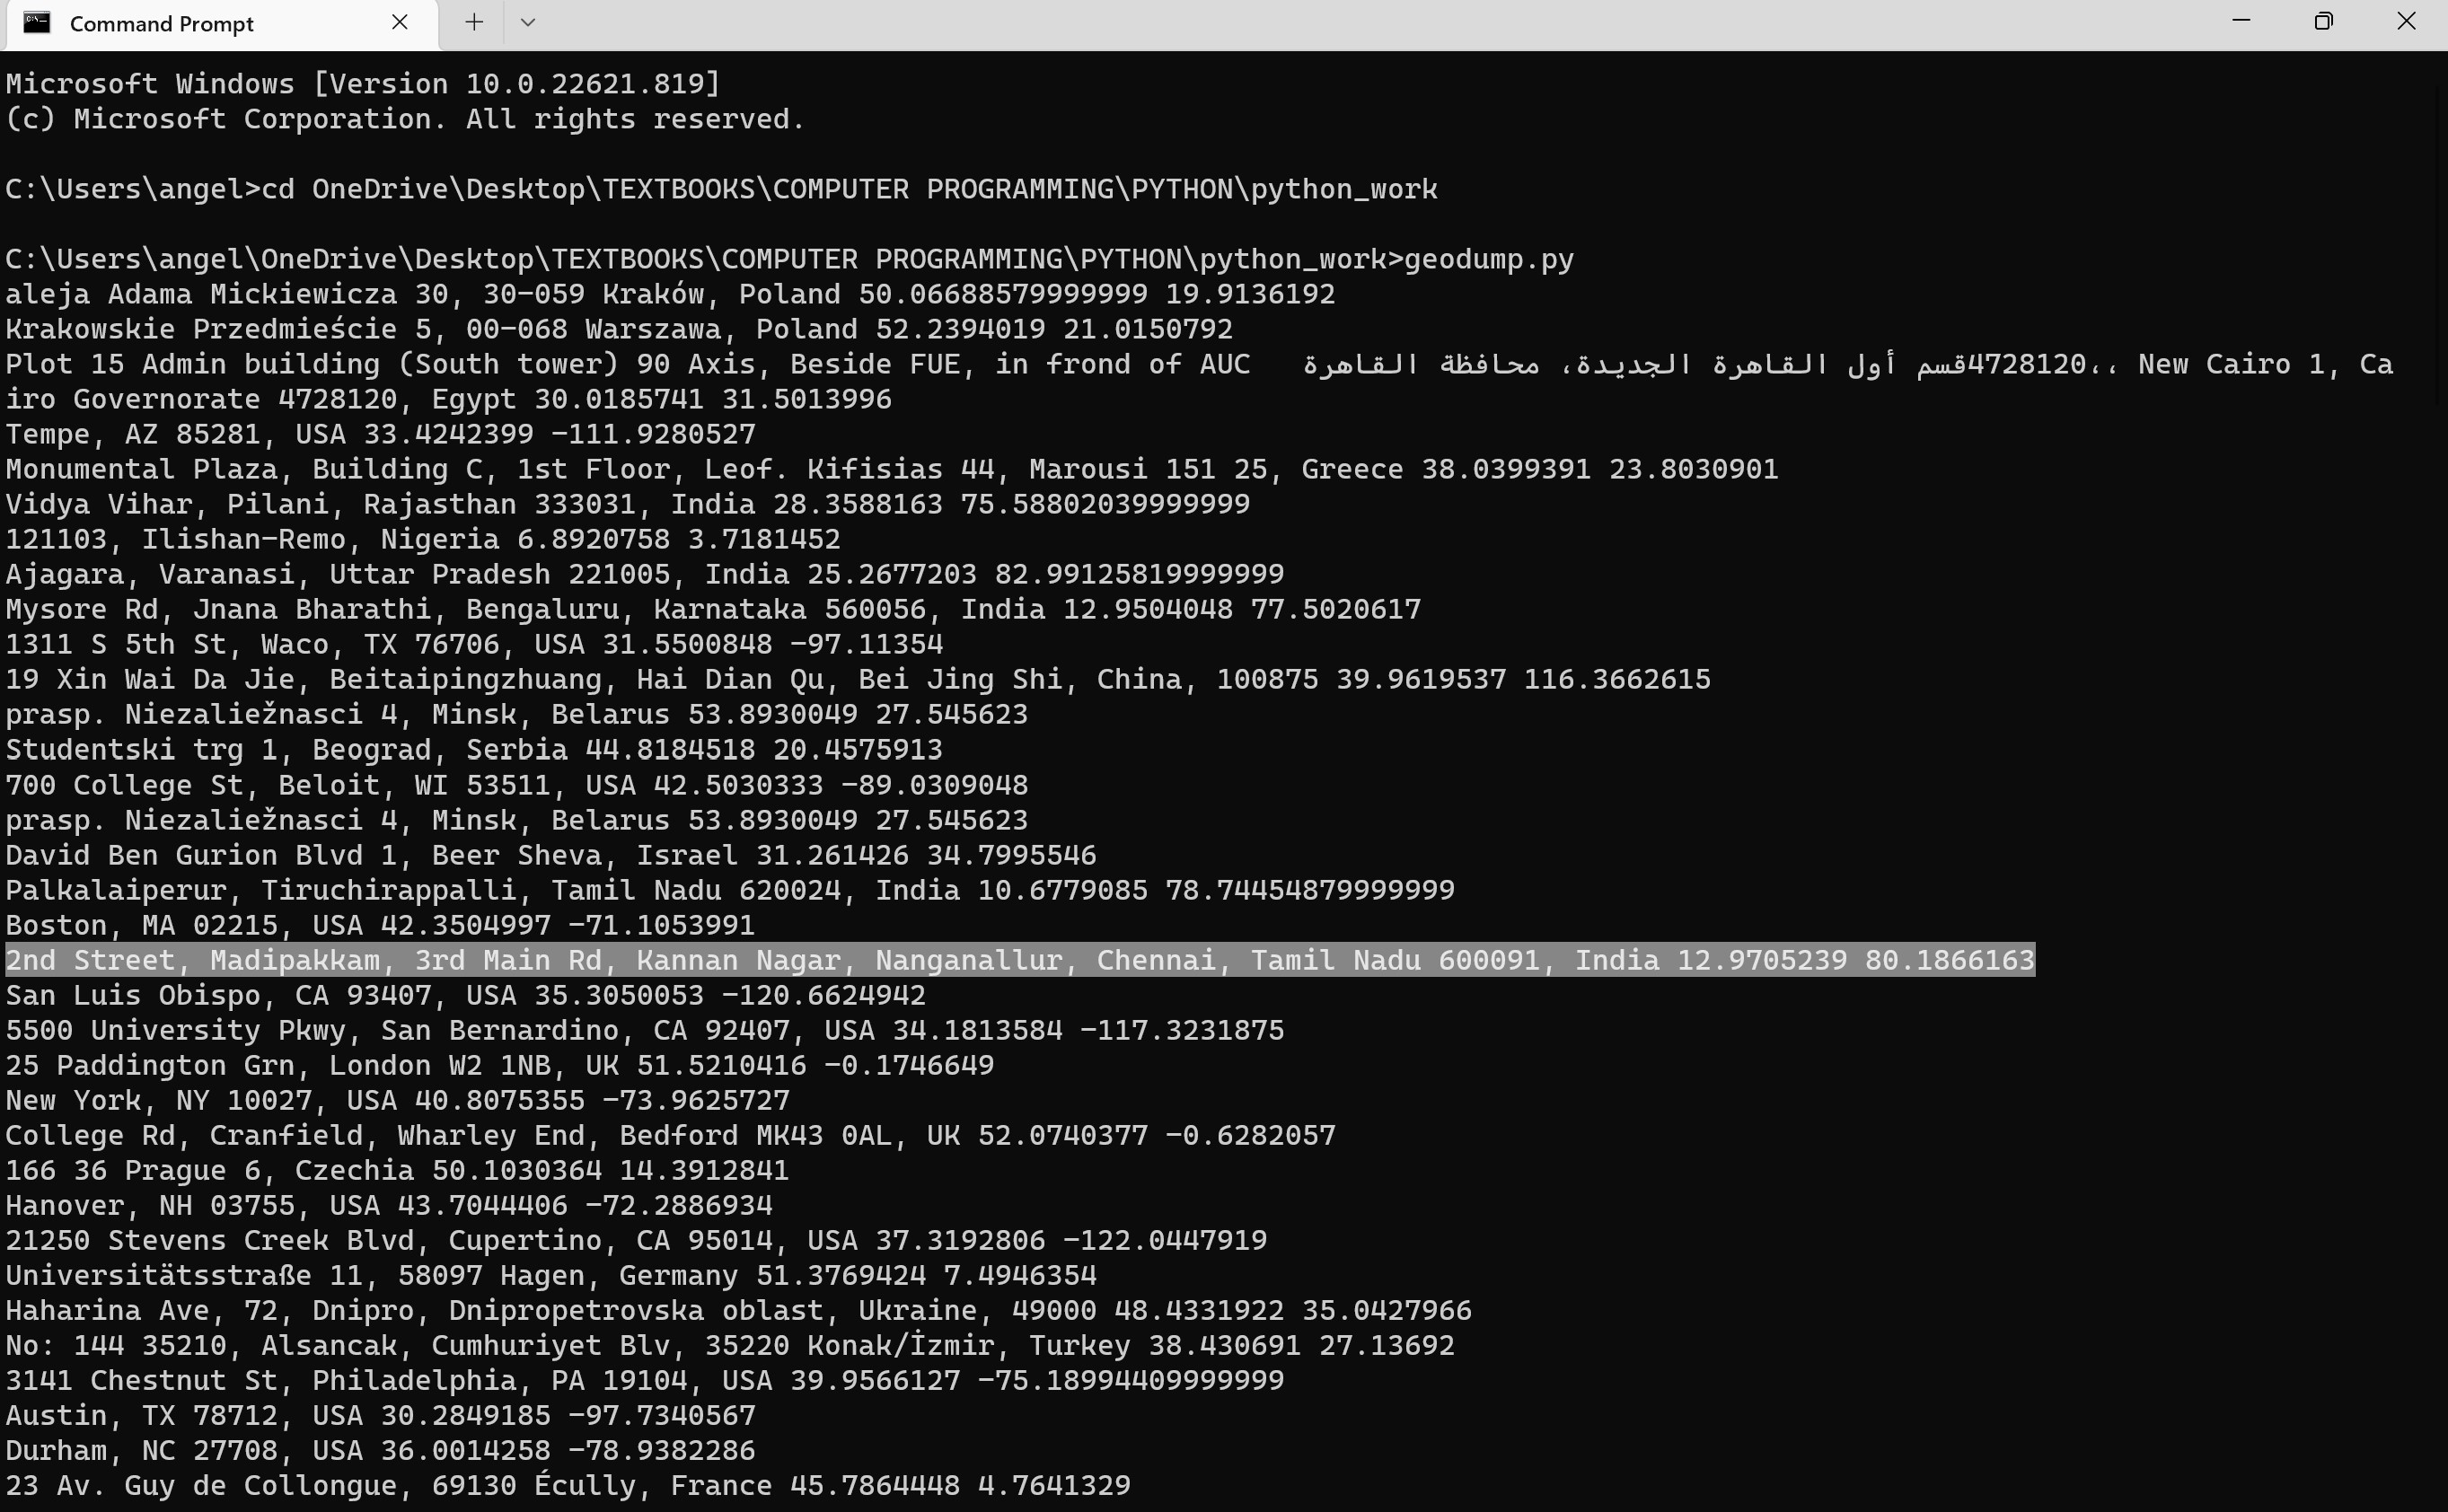 Command Prompt
Microsoft Windows [Version 10.0.22621.819]
(c) Microsoft Corporation. All rights reserved.
C:\Users\angel>cd OneDrive\Desktop\TEXTBOOKS\COMPUTER PROGRAMMING\PYTHON\python_work
C:\Users\angel\OneDrive\Desktop\TEXTBOOKS\COMPUTER PROGRAMMING\PYTHON\python_work>geodump.py
aleja Adama Mickiewicza 30, 30-059 Kraków, Poland 50.06688579999999 19.9136192
Krakowskie Przedmieście 5, 00-068 Warszawa, Poland 52.2394019 21.0150792
Plot 15 Admin building (South tower) 90 Axis, Beside FUE, in frond of AUC قسم أول القاهرة الجديدة، محافظة القاهرة 4728120،، New Cairo 1, Ca
iro Governorate 4728120, Egypt 30.0185741 31.5013996
Tempe, AZ 85281, USA 33.4242399 -111.9280527
Monumental Plaza, Building C, 1st Floor, Leof. Kifisias 44, Marousi 151 25, Greece 38.0399391 23.8030901
Vidya Vihar, Pilani, Rajasthan 333031, India 28.3588163 75.58802039999999
121103, Ilishan-Remo, Nigeria 6.8920758 3.7181452
Ajagara, Varanasi, Uttar Pradesh 221005, India 25.2677203 82.99125819999999
Mysore Rd, Jnana Bharathi, Bengaluru, Karnataka 560056, India 12.9504048 77.5020617
1311 S 5th St, Waco, TX 76706, USA 31.5500848 -97.11354
19 Xin Wai Da Jie, Beitaipingzhuang, Hai Dian Qu, Bei Jing Shi, China, 100875 39.9619537 116.3662615
prasp. Niezaliežnasci 4, Minsk, Belarus 53.8930049 27.545623
Studentski trg 1, Beograd, Serbia 44.8184518 20.4575913
700 College St, Beloit, WI 53511, USA 42.5030333 -89.0309048
prasp. Niezaliežnasci 4, Minsk, Belarus 53.8930049 27.545623
David Ben Gurion Blvd 1, Beer Sheva, Israel 31.261426 34.7995546
Palkalaiperur, Tiruchirappalli, Tamil Nadu 620024, India 10.6779085 78.74454879999999
Boston, MA 02215, USA 42.3504997 -71.1053991
2nd Street, Madipakkam, 3rd Main Rd, Kannan Nagar, Nanganallur, Chennai, Tamil Nadu 600091, India 12.9705239 80.1866163
San Luis Obispo, CA 93407, USA 35.3050053 -120.6624942
5500 University Pkwy, San Bernardino, CA 92407, USA 34.1813584 -117.3231875
25 Paddington Grn, London W2 1NB, UK 51.5210416 -0.1746649
New York, NY 10027, USA 40.8075355 -73.9625727
College Rd, Cranfield, Wharley End, Bedford MK43 0AL, UK 52.0740377 -0.6282057
166 36 Prague 6, Czechia 50.1030364 14.3912841
Hanover, NH 03755, USA 43.7044406 -72.2886934
21250 Stevens Creek Blvd, Cupertino, CA 95014, USA 37.3192806 -122.0447919
Universitätsstraße 11, 58097 Hagen, Germany 51.3769424 7.4946354
Haharina Ave, 72, Dnipro, Dnipropetrovska oblast, Ukraine, 49000 48.4331922 35.0427966
No: 144 35210, Alsancak, Cumhuriyet Blv, 35220 Konak/İzmir, Turkey 38.430691 27.13692
3141 Chestnut St, Philadelphia, PA 19104, USA 39.9566127 -75.18994409999999
Austin, TX 78712, USA 30.2849185 -97.7340567
Durham, NC 27708, USA 36.0014258 -78.9382286
23 Av. Guy de Collongue, 69130 Écully, France 45.7864448 4.7641329